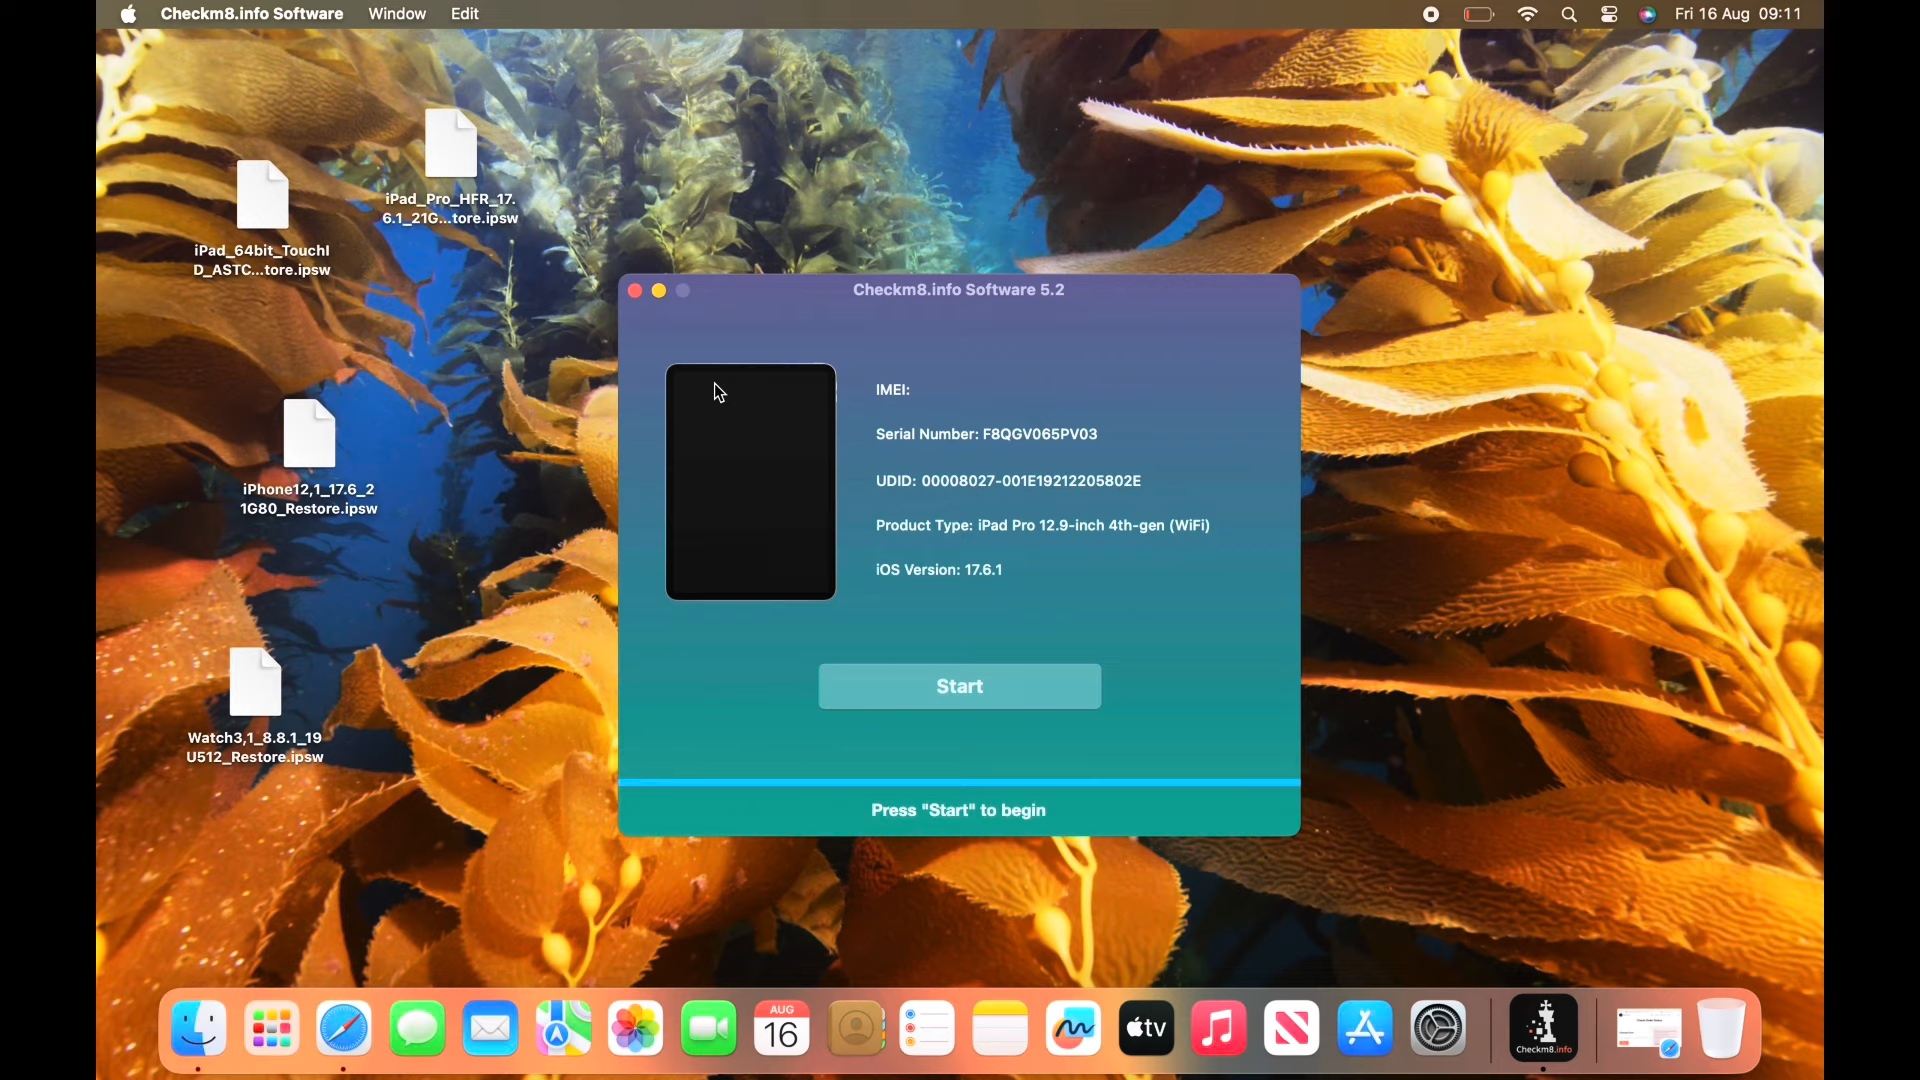 Checkm8.info Software Window Edit
Fri 16 Aug 09:11
iPad_Pro_HFR_17.
6.1_21G...tore.ipsw
iPad_64bit_TouchI
D_ASTC...tore.ipsw
iPhone12,1_17.6_2
1G80_Restore.ipsw
Watch3,1_8.8.1_19
U512_Restore.ipsw
Checkm8.info Software 5.2
IMEI:
Serial Number: F8QGV065PV03
UDID: 00008027-001E19212205802E
Product Type: iPad Pro 12.9-inch 4th-gen (WiFi)
iOS Version: 17.6.1
Start
Press "Start" to begin
AUG
16
tv
Checkm8.info